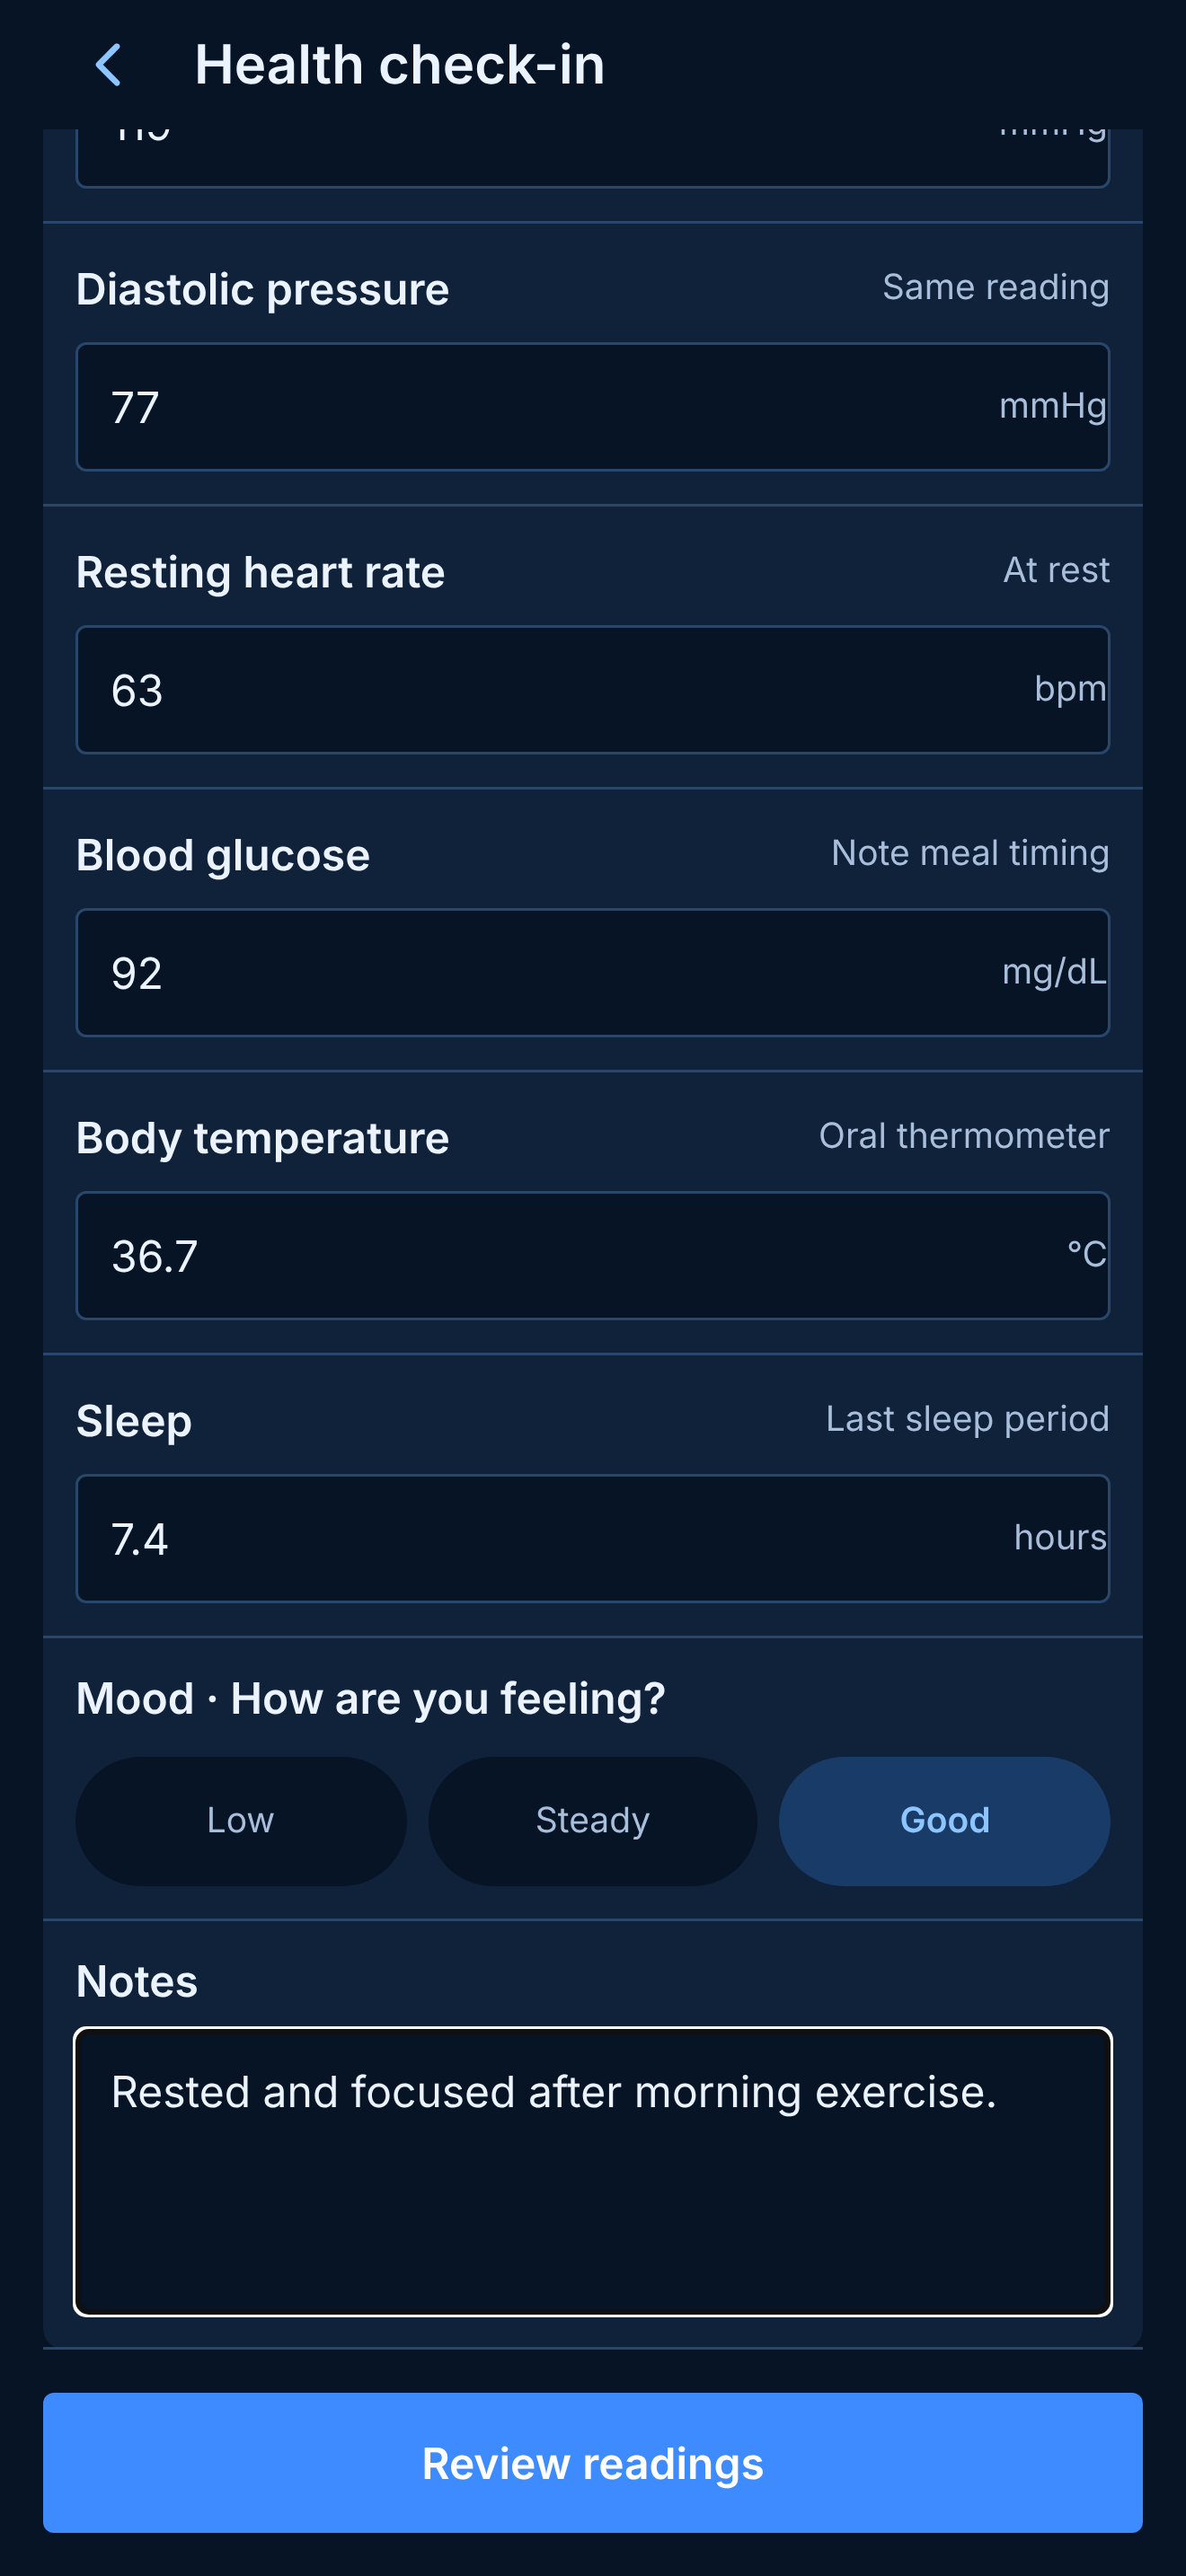 Health check-in
Diastolic pressure
Same reading
77
mmHg
Resting heart rate
At rest
63
bpm
Blood glucose
Note meal timing
92
mg/dL
Body temperature
Oral thermometer
36.7
°C
Sleep
Last sleep period
7.4
hours
Mood · How are you feeling?
Low
Steady
Good
Notes
Rested and focused after morning exercise.
Review readings